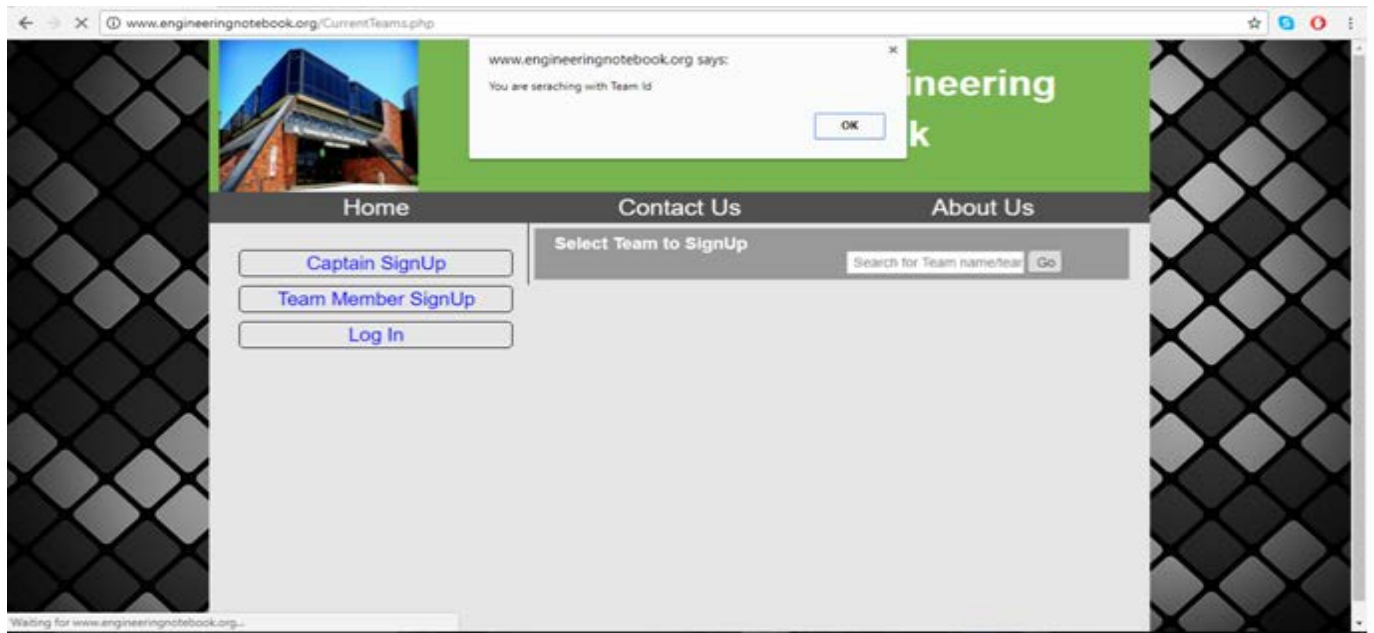 www.engineeringnotebook.org/CurrentTeams.php
www.engineeringnotebook.org says:
You are seraching with Team Id
OK
ineering
k
Home Contact Us About Us
Select Team to SignUp
Search for Team name/tear Go
Captain SignUp
Team Member SignUp
Log In
Waiting for www.engineeringnotebook.org...